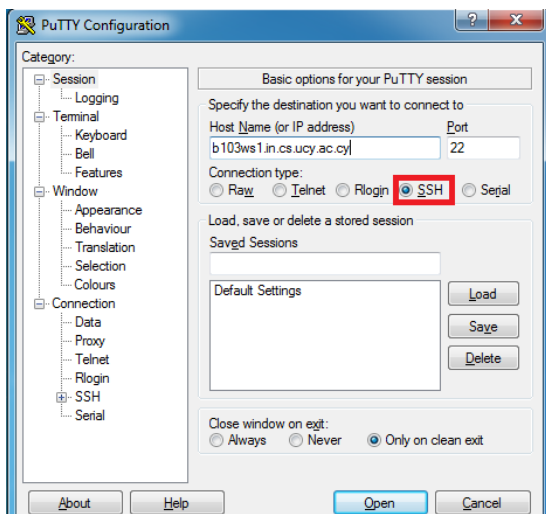 PuTTY Configuration
?
X
Category:
Session
Logging
Terminal
Keyboard
Bell
Features
Window
Appearance
Behaviour
Translation
Selection
Colours
Connection
Data
Proxy
Telnet
Rlogin
SSH
Serial
Basic options for your PuTTY session
Specify the destination you want to connect to
Host Name (or IP address) Port
b103ws1.in.cs.ucy.ac.cy 22
Connection type:
Raw Telnet Rlogin SSH Serial
Load, save or delete a stored session
Saved Sessions
Default Settings
Load
Save
Delete
Close window on exit:
Always Never Only on clean exit
About Help Open Cancel